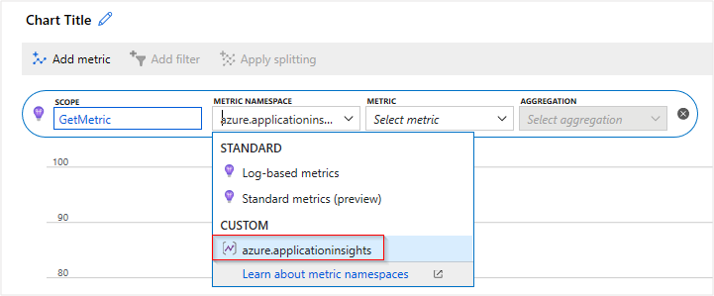 Chart Title
Add metric Add filter Apply splitting
SCOPE METRIC NAMESPACE METRIC AGGREGATION
GetMetric azure.applicationins... Select metric Select aggregation
100
STANDARD
Log-based metrics
Standard metrics (preview)
90
CUSTOM
azure.applicationinsights
Learn about metric namespaces
80